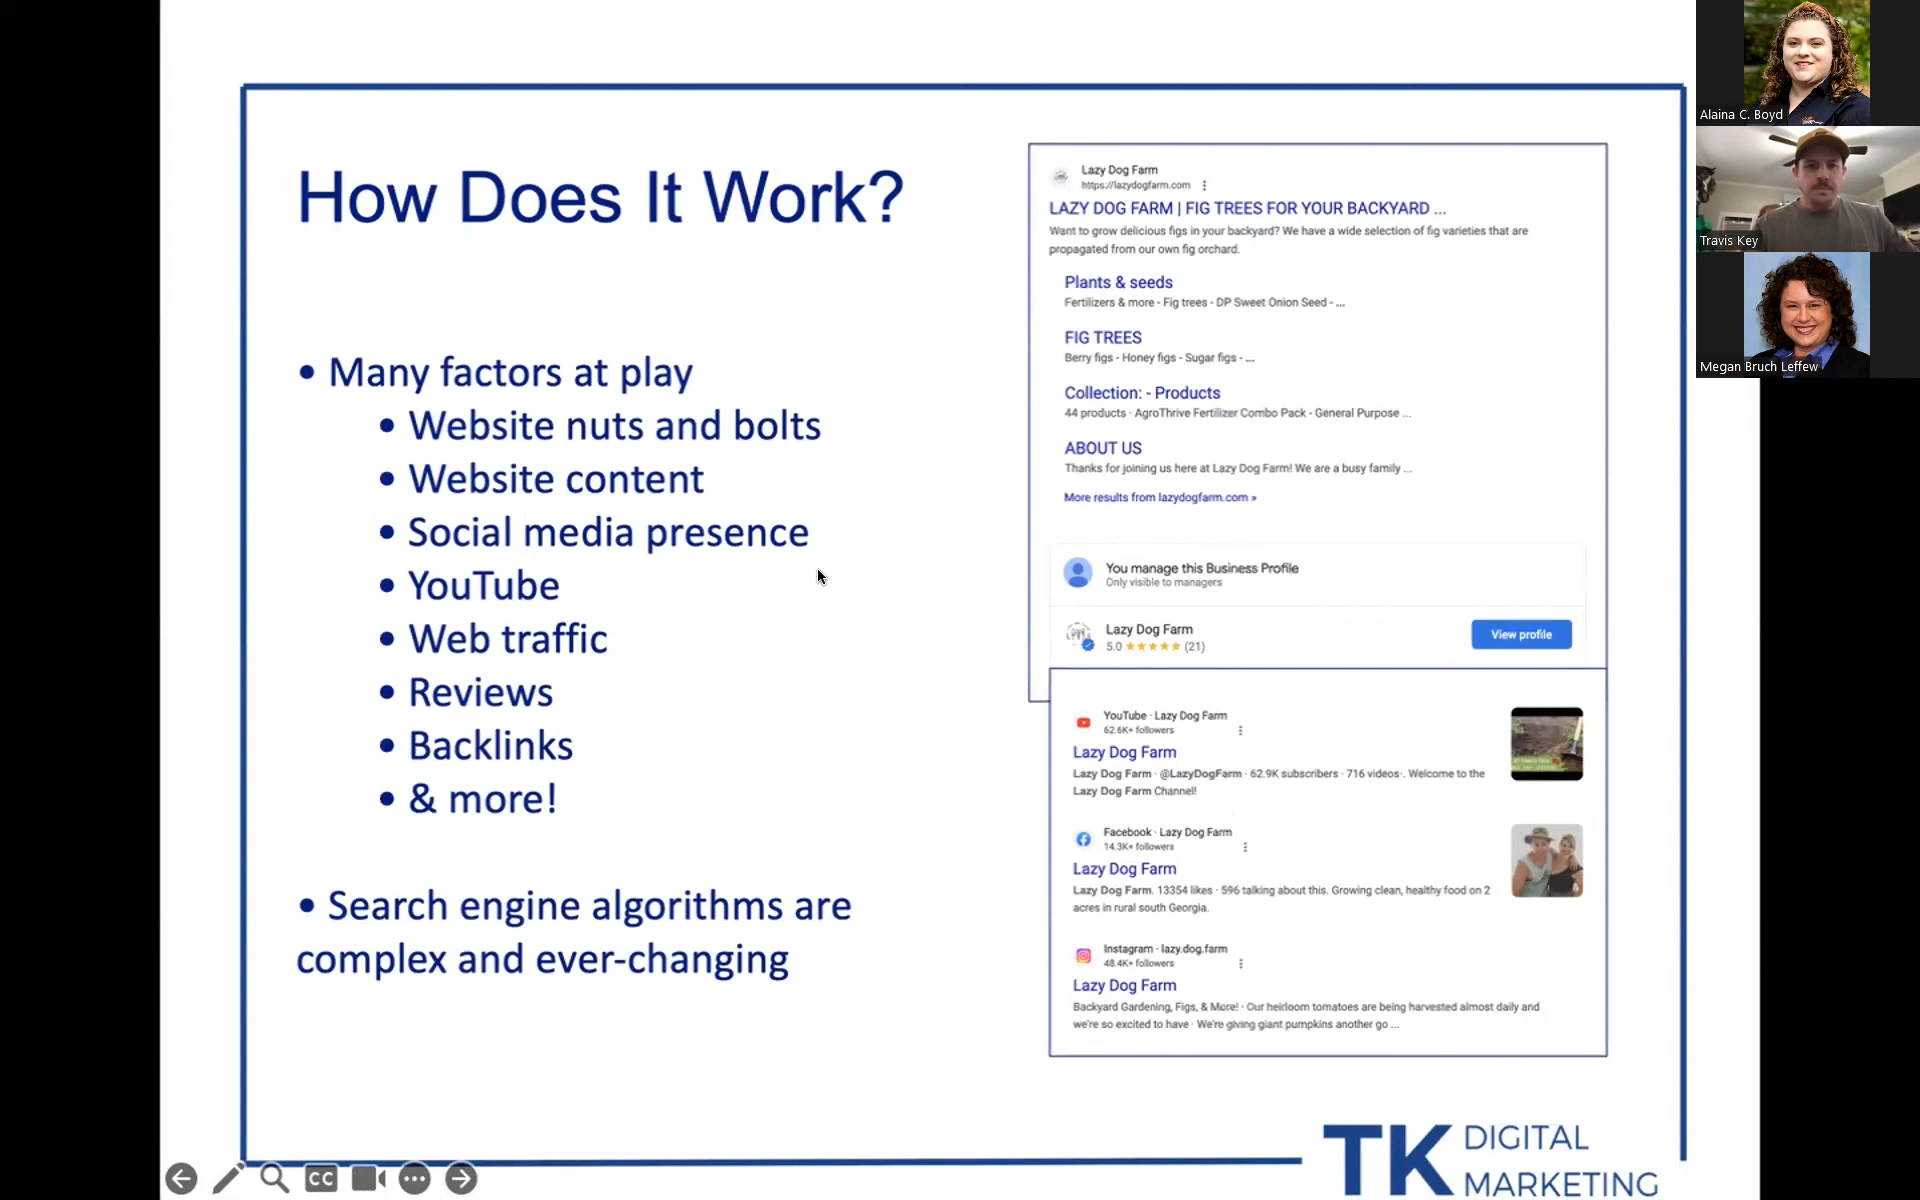 How Does It Work?
• Many factors at play
• Website nuts and bolts
• Website content
• Social media presence
• YouTube
• Web traffic
• Reviews
• Backlinks
• & more!
• Search engine algorithms are
complex and ever-changing
Lazy Dog Farm
https://lazydogfarm.com
LAZY DOG FARM | FIG TREES FOR YOUR BACKYARD ...
Want to grow delicious figs in your backyard? We have a wide selection of fig varieties that are
propagated from our own fig orchard.
Plants & seeds
Fertilizers & more - Fig trees - DP Sweet Onion Seed - ...
FIG TREES
Berry figs - Honey figs - Sugar figs - ...
Collection: - Products
44 products · AgroThrive Fertilizer Combo Pack - General Purpose ...
ABOUT US
Thanks for joining us here at Lazy Dog Farm! We are a busy family ...
More results from lazydogfarm.com »
You manage this Business Profile
Only visible to managers
Lazy Dog Farm
5.0 ★★★★★ (21)
View profile
YouTube · Lazy Dog Farm
62.6K+ followers
Lazy Dog Farm
Lazy Dog Farm · @LazyDogFarm · 62.9K subscribers · 716 videos·. Welcome to the
Lazy Dog Farm Channel!
Facebook · Lazy Dog Farm
14.3K+ followers
Lazy Dog Farm
Lazy Dog Farm. 13354 likes · 596 talking about this. Growing clean, healthy food on 2
acres in rural south Georgia.
Instagram · lazy.dog.farm
48.4K+ followers
Lazy Dog Farm
Backyard Gardening, Figs, & More! · Our heirloom tomatoes are being harvested almost daily and
we're so excited to have · We're giving giant pumpkins another go ...
TK DIGITAL
MARKETING
CC
Alaina C. Boyd
Travis Key
Megan Bruch Leffew